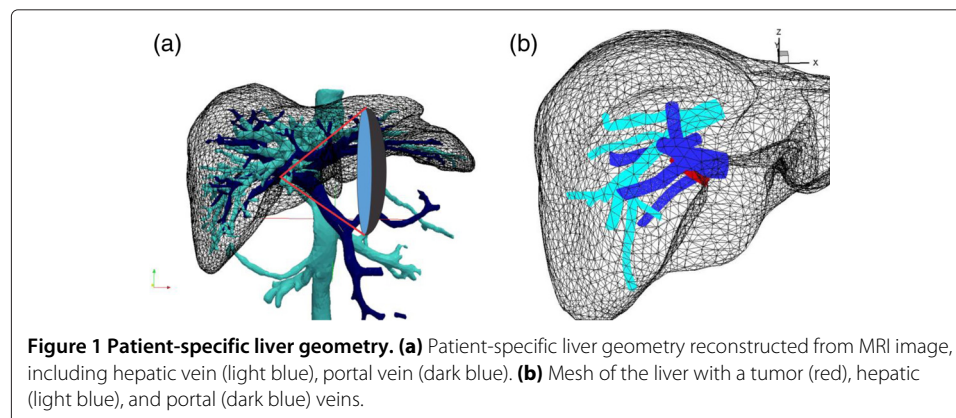 (a)
(b)
Z
Y
X
Figure 1 Patient-specific liver geometry. (a) Patient-specific liver geometry reconstructed from MRI image,
including hepatic vein (light blue), portal vein (dark blue). (b) Mesh of the liver with a tumor (red), hepatic
(light blue), and portal (dark blue) veins.